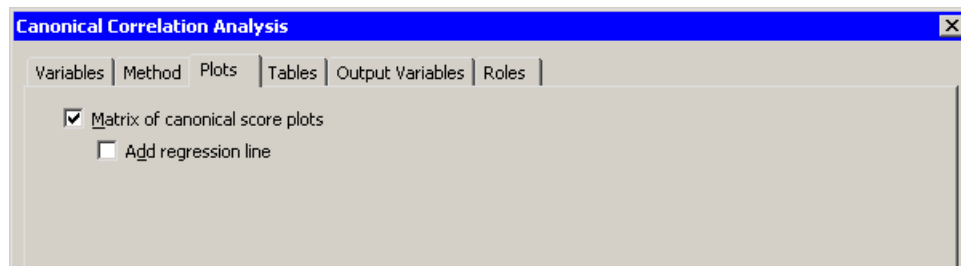 Canonical Correlation Analysis
Variables Method Plots Tables Output Variables Roles
Matrix of canonical score plots
Add regression line